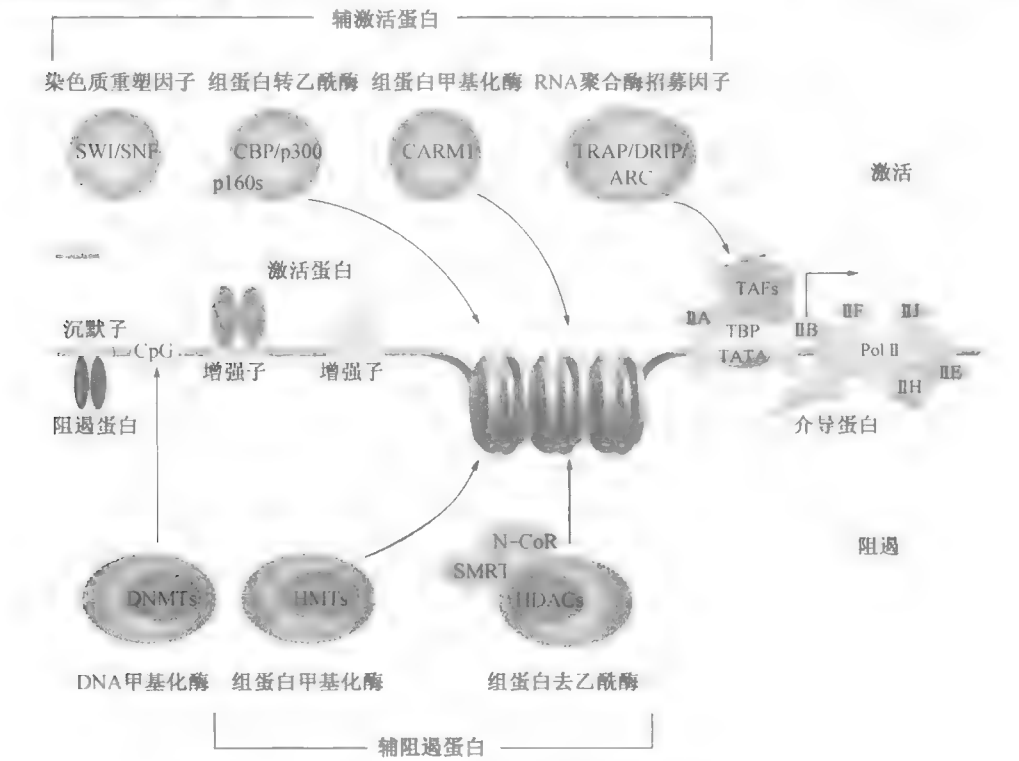 辅激活蛋白
染色质重塑因子 组蛋白转乙酰酶 组蛋白甲基化酶 RNA聚合酶招募因子
SWI/SNF CBP/p300 CARM1 TRAP/DRIP/
p160s ARC
激活
激活蛋白
TAFs
沉默子 ⅡA TBP ⅡB ⅡF ⅡJ
CpG TATA Pol Ⅱ
增强子 增强子 ⅡH ⅡE
阻遏蛋白 介导蛋白
N-CoR 阻遏
SMRT
DNMTs HMTs HDACs
DNA甲基化酶 组蛋白甲基化酶 组蛋白去乙酰酶
辅阻遏蛋白